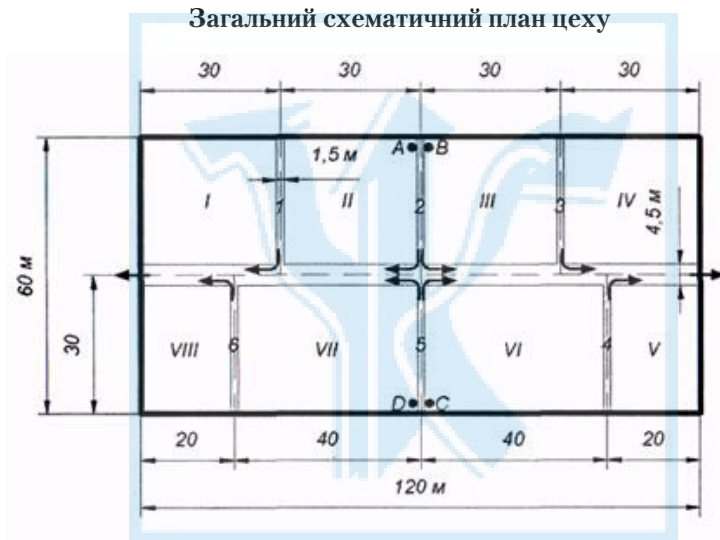 Загальний схематичний план цеху
30 30 30 30
А В
1,5 м
I 1 II 2 III 3 IV
4,5 м
60 м
30
VIII 6 VII 5 VI 4 V
D C
20 40 40 20
120 м